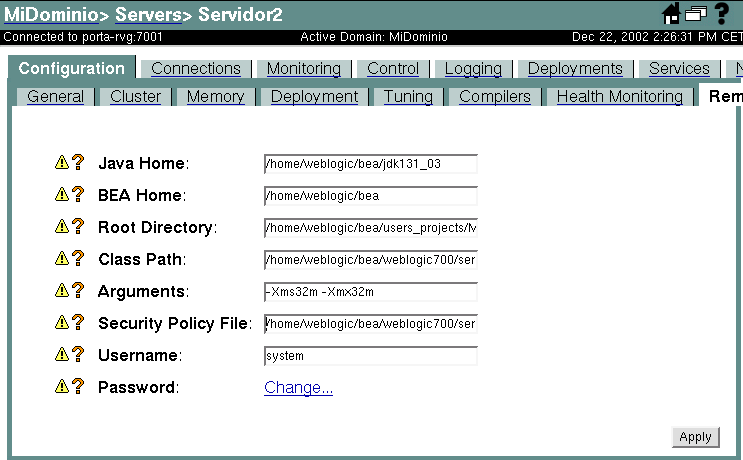 MiDominio> Servers> Servidor2
Connected to porta-rvg:7001 Active Domain: MiDominio Dec 22, 2002 2:26:31 PM CET
Configuration Connections Monitoring Control Logging Deployments Services N
General Cluster Memory Deployment Tuning Compilers Health Monitoring Rem
Java Home: /home/weblogic/bea/jdk131_03
BEA Home: /home/weblogic/bea
Root Directory: /home/weblogic/bea/users_projects/M
Class Path: /home/weblogic/bea/weblogic700/ser
Arguments: -Xms32m -Xmx32m
Security Policy File: /home/weblogic/bea/weblogic700/ser
Username: system
Password: Change...
Apply